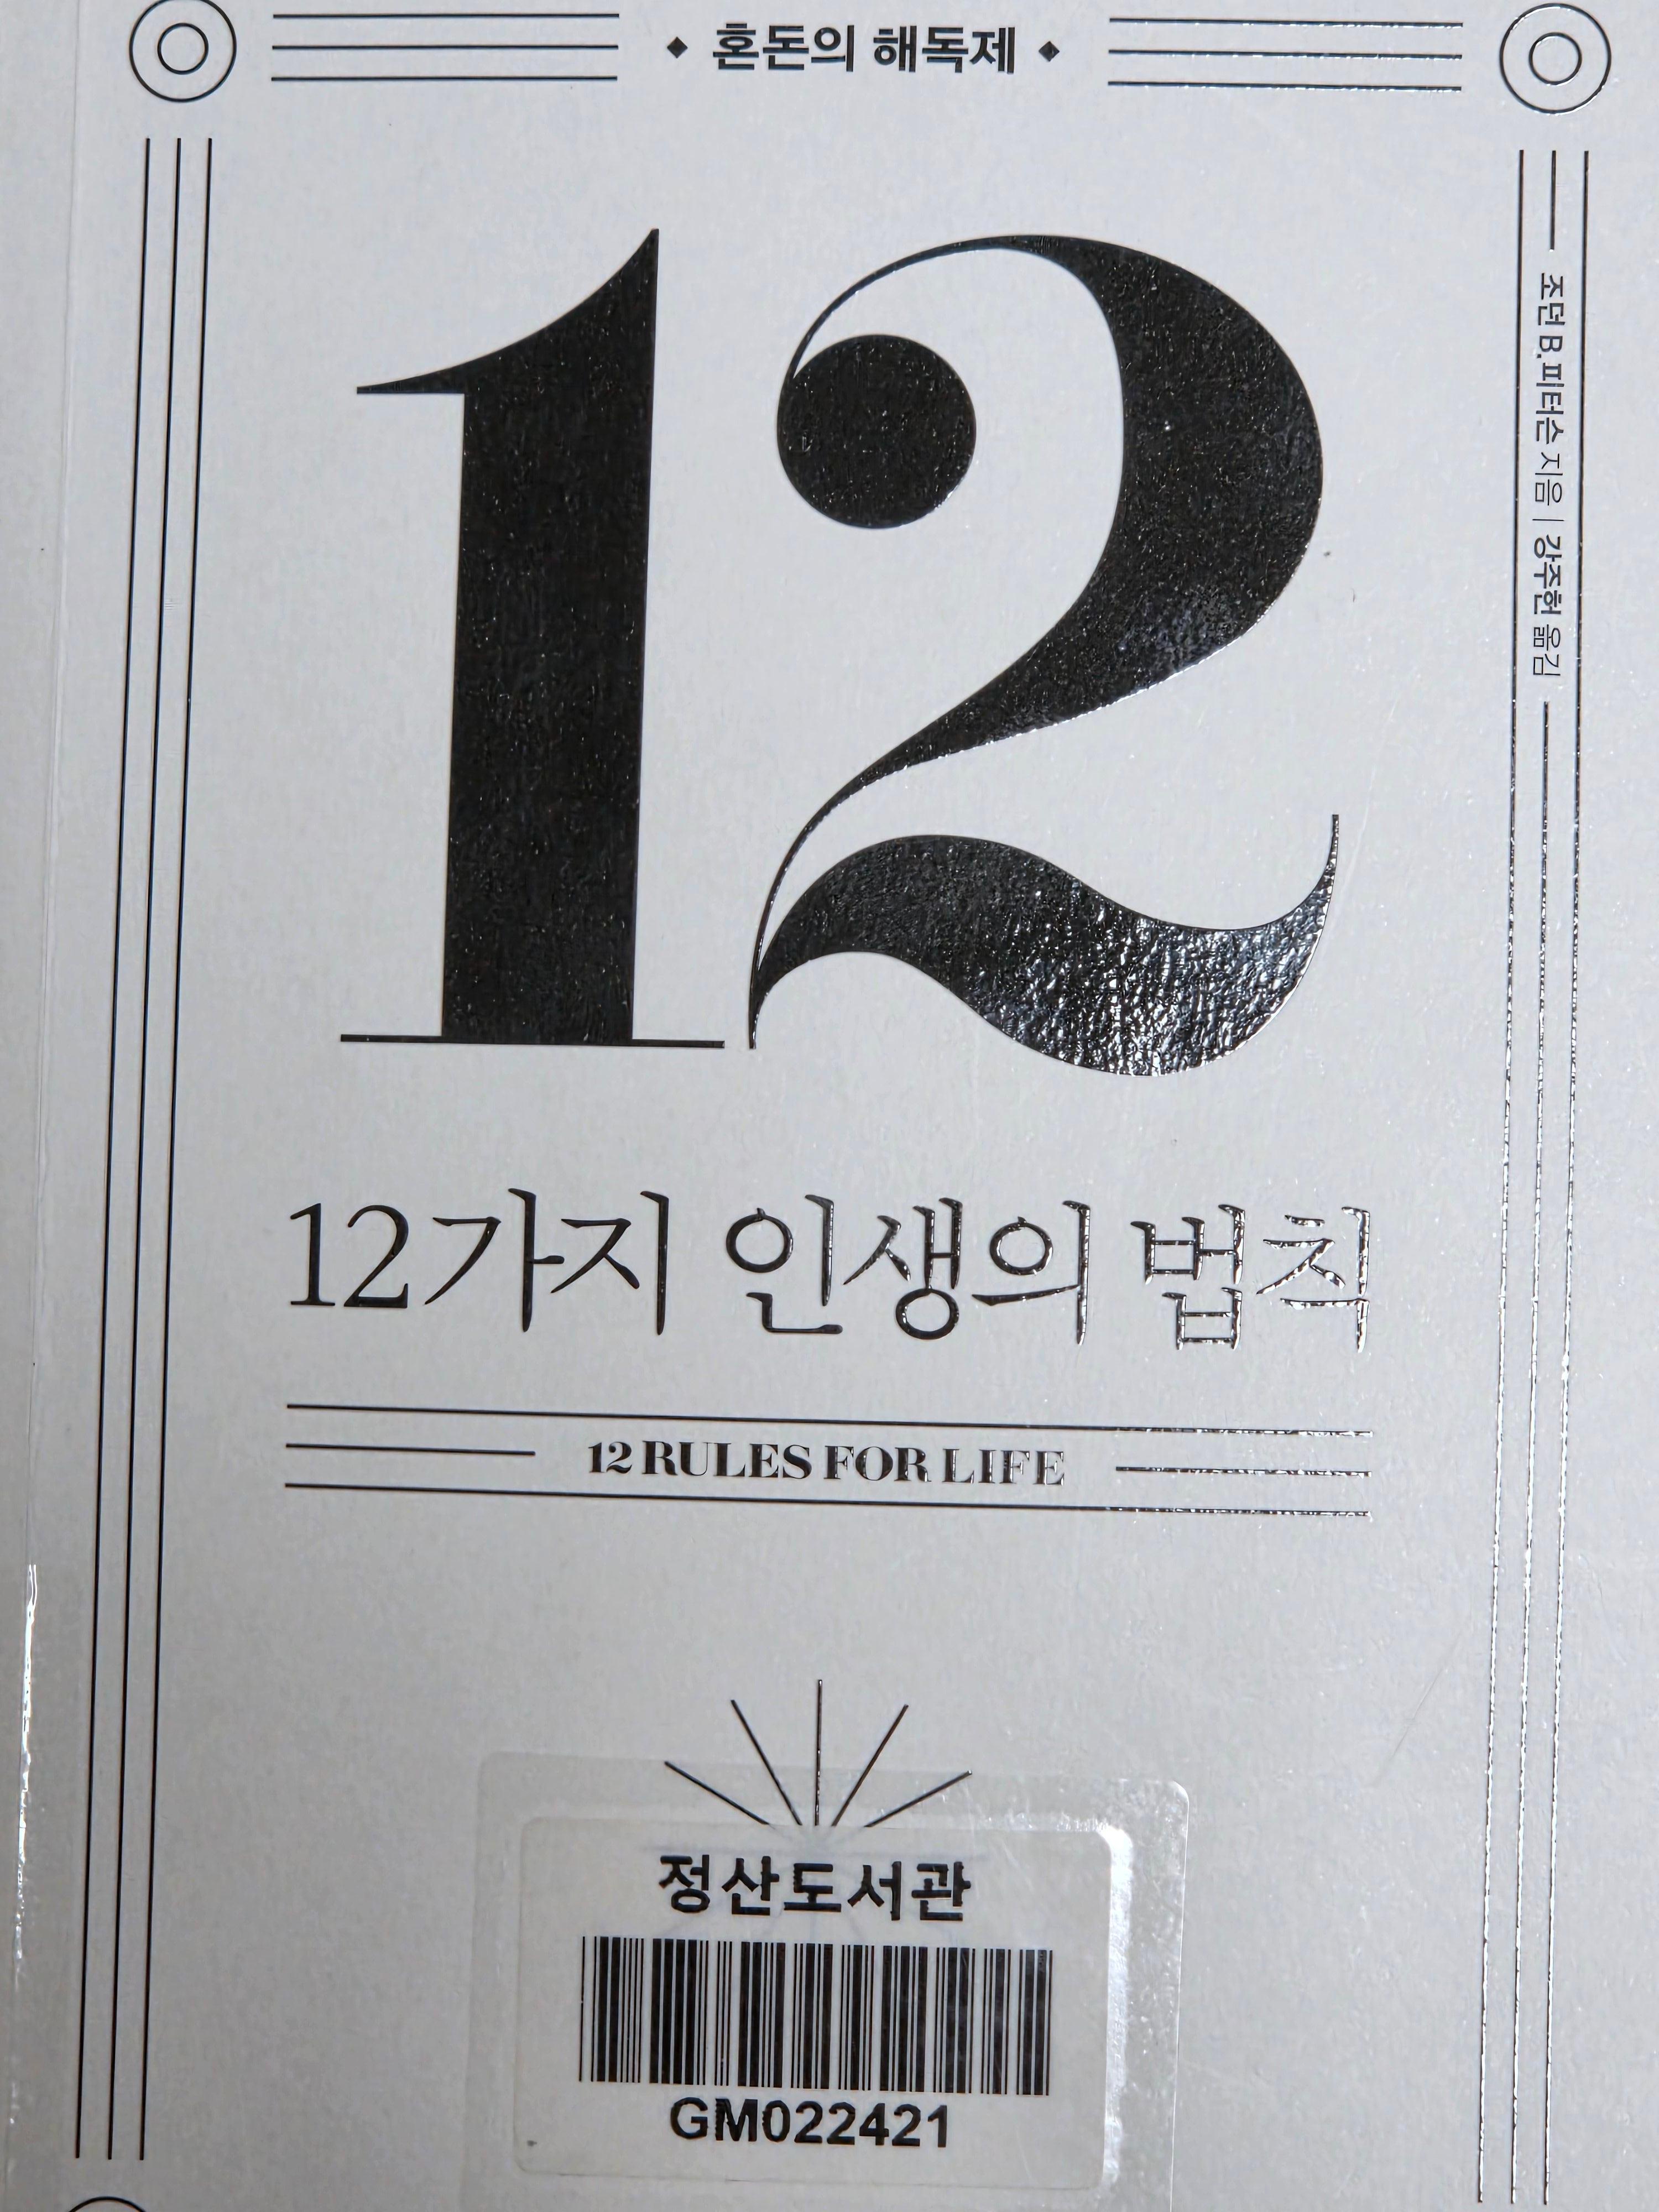 ◆ 혼돈의 해독제 ◆
조던 B. 피터슨 지음 | 강주헌 옮김
12
12가지 인생의 법칙
12 RULES FOR LIFE
정산도서관
GM022421